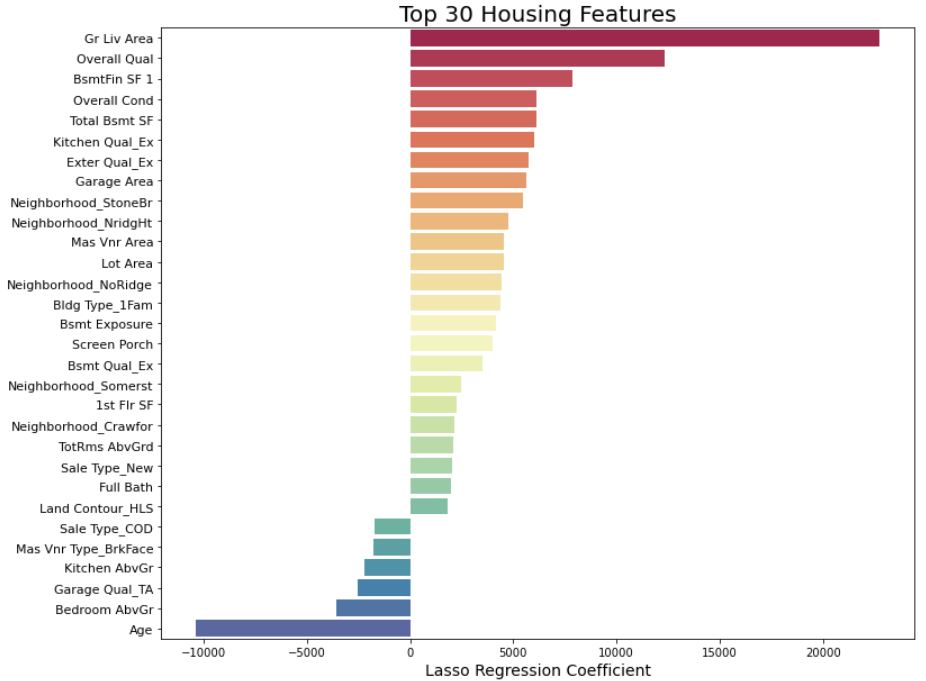 Top 30 Housing Features
Gr Liv Area
Overall Qual
BsmtFin SF 1
Overall Cond
Total Bsmt SF
Kitchen Qual_Ex
Exter Qual_Ex
Garage Area
Neighborhood_StoneBr
Neighborhood_NridgHt
Mas Vnr Area
Lot Area
Neighborhood_NoRidge
Bldg Type_1Fam
Bsmt Exposure
Screen Porch
Bsmt Qual_Ex
Neighborhood_Somerst
1st Flr SF
Neighborhood_Crawfor
TotRms AbvGrd
Sale Type_New
Full Bath
Land Contour_HLS
Sale Type_COD
Mas Vnr Type_BrkFace
Kitchen AbvGr
Garage Qual_TA
Bedroom AbvGr
Age
−10000 −5000 0 5000 10000 15000 20000
Lasso Regression Coefficient